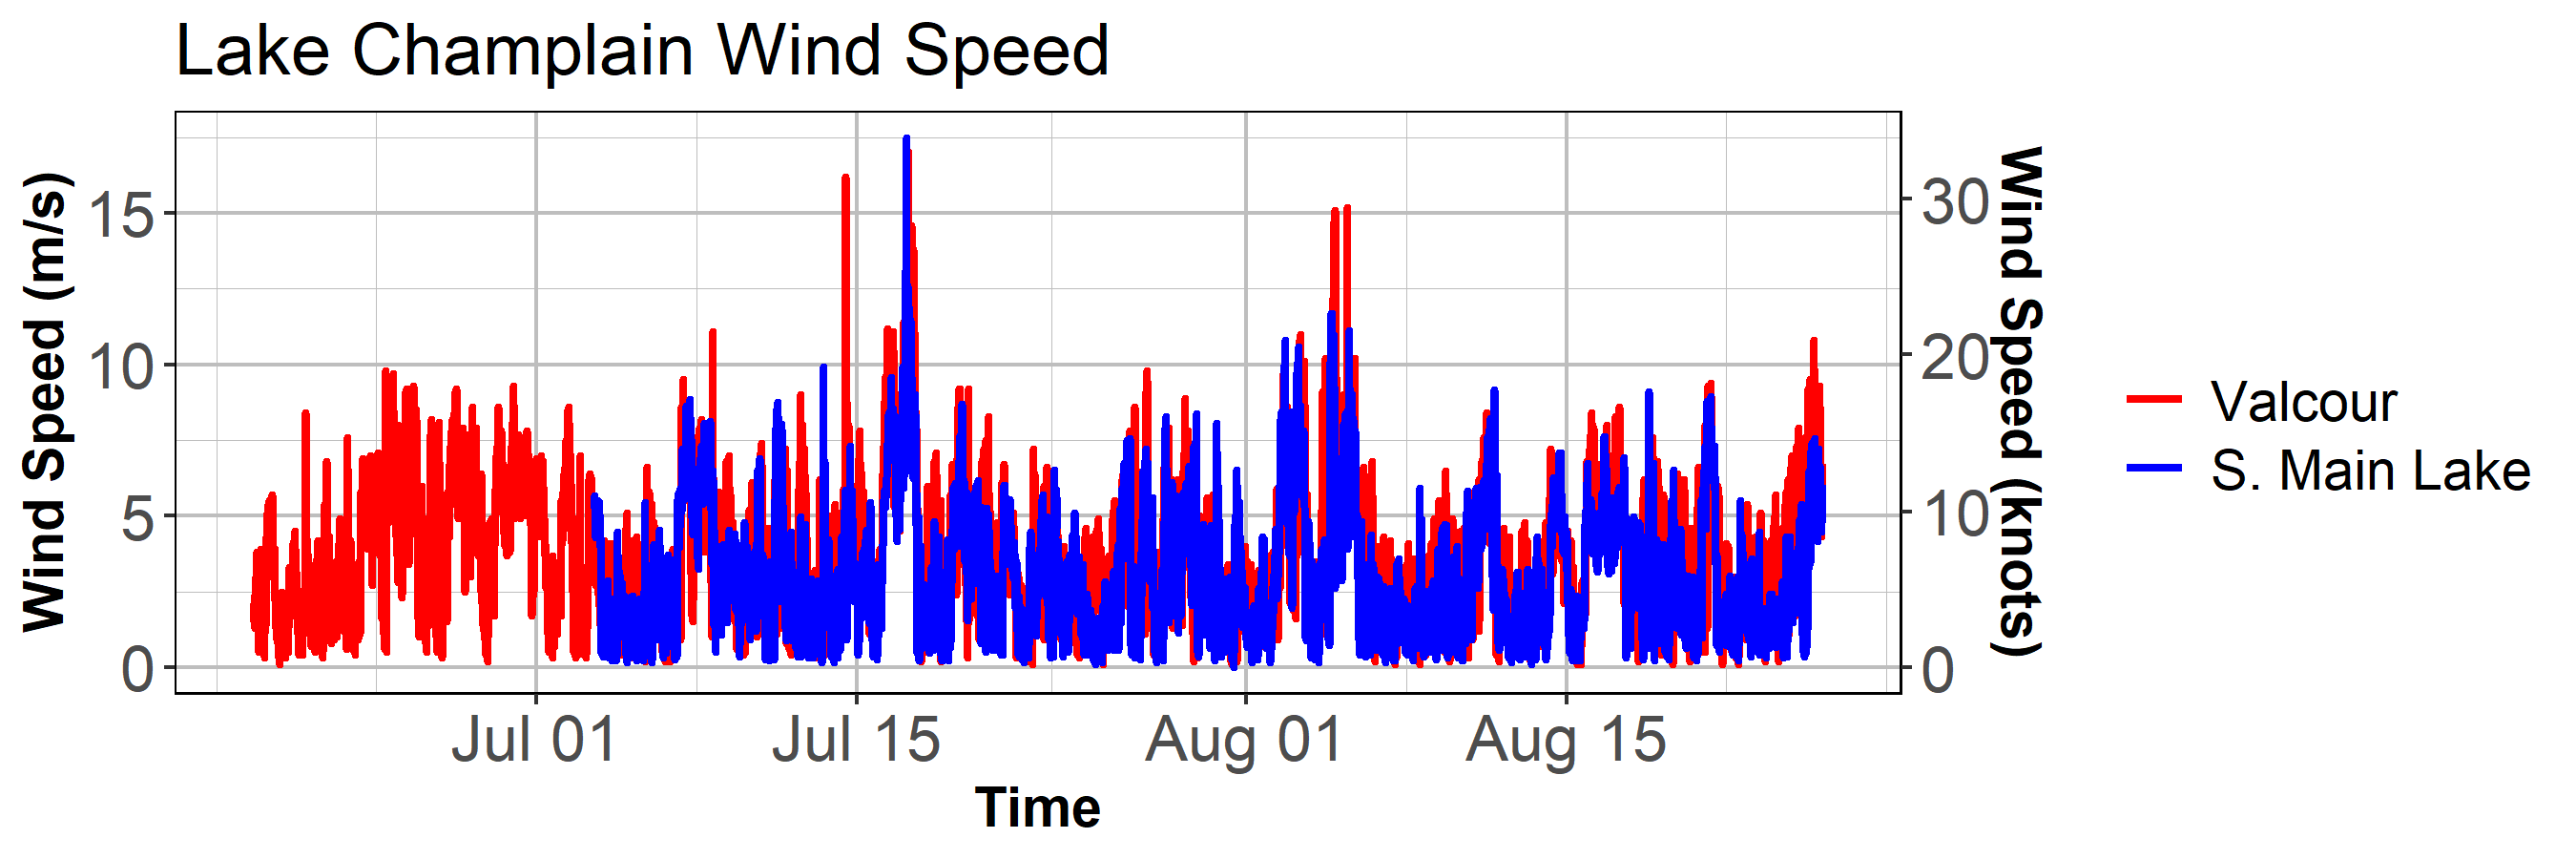 Lake Champlain Wind Speed
Wind Speed (m/s)
15
10
5
0
30
20
10
0
Wind Speed (knots)
Jul 01
Jul 15
Aug 01
Aug 15
Time
Valcour
S. Main Lake